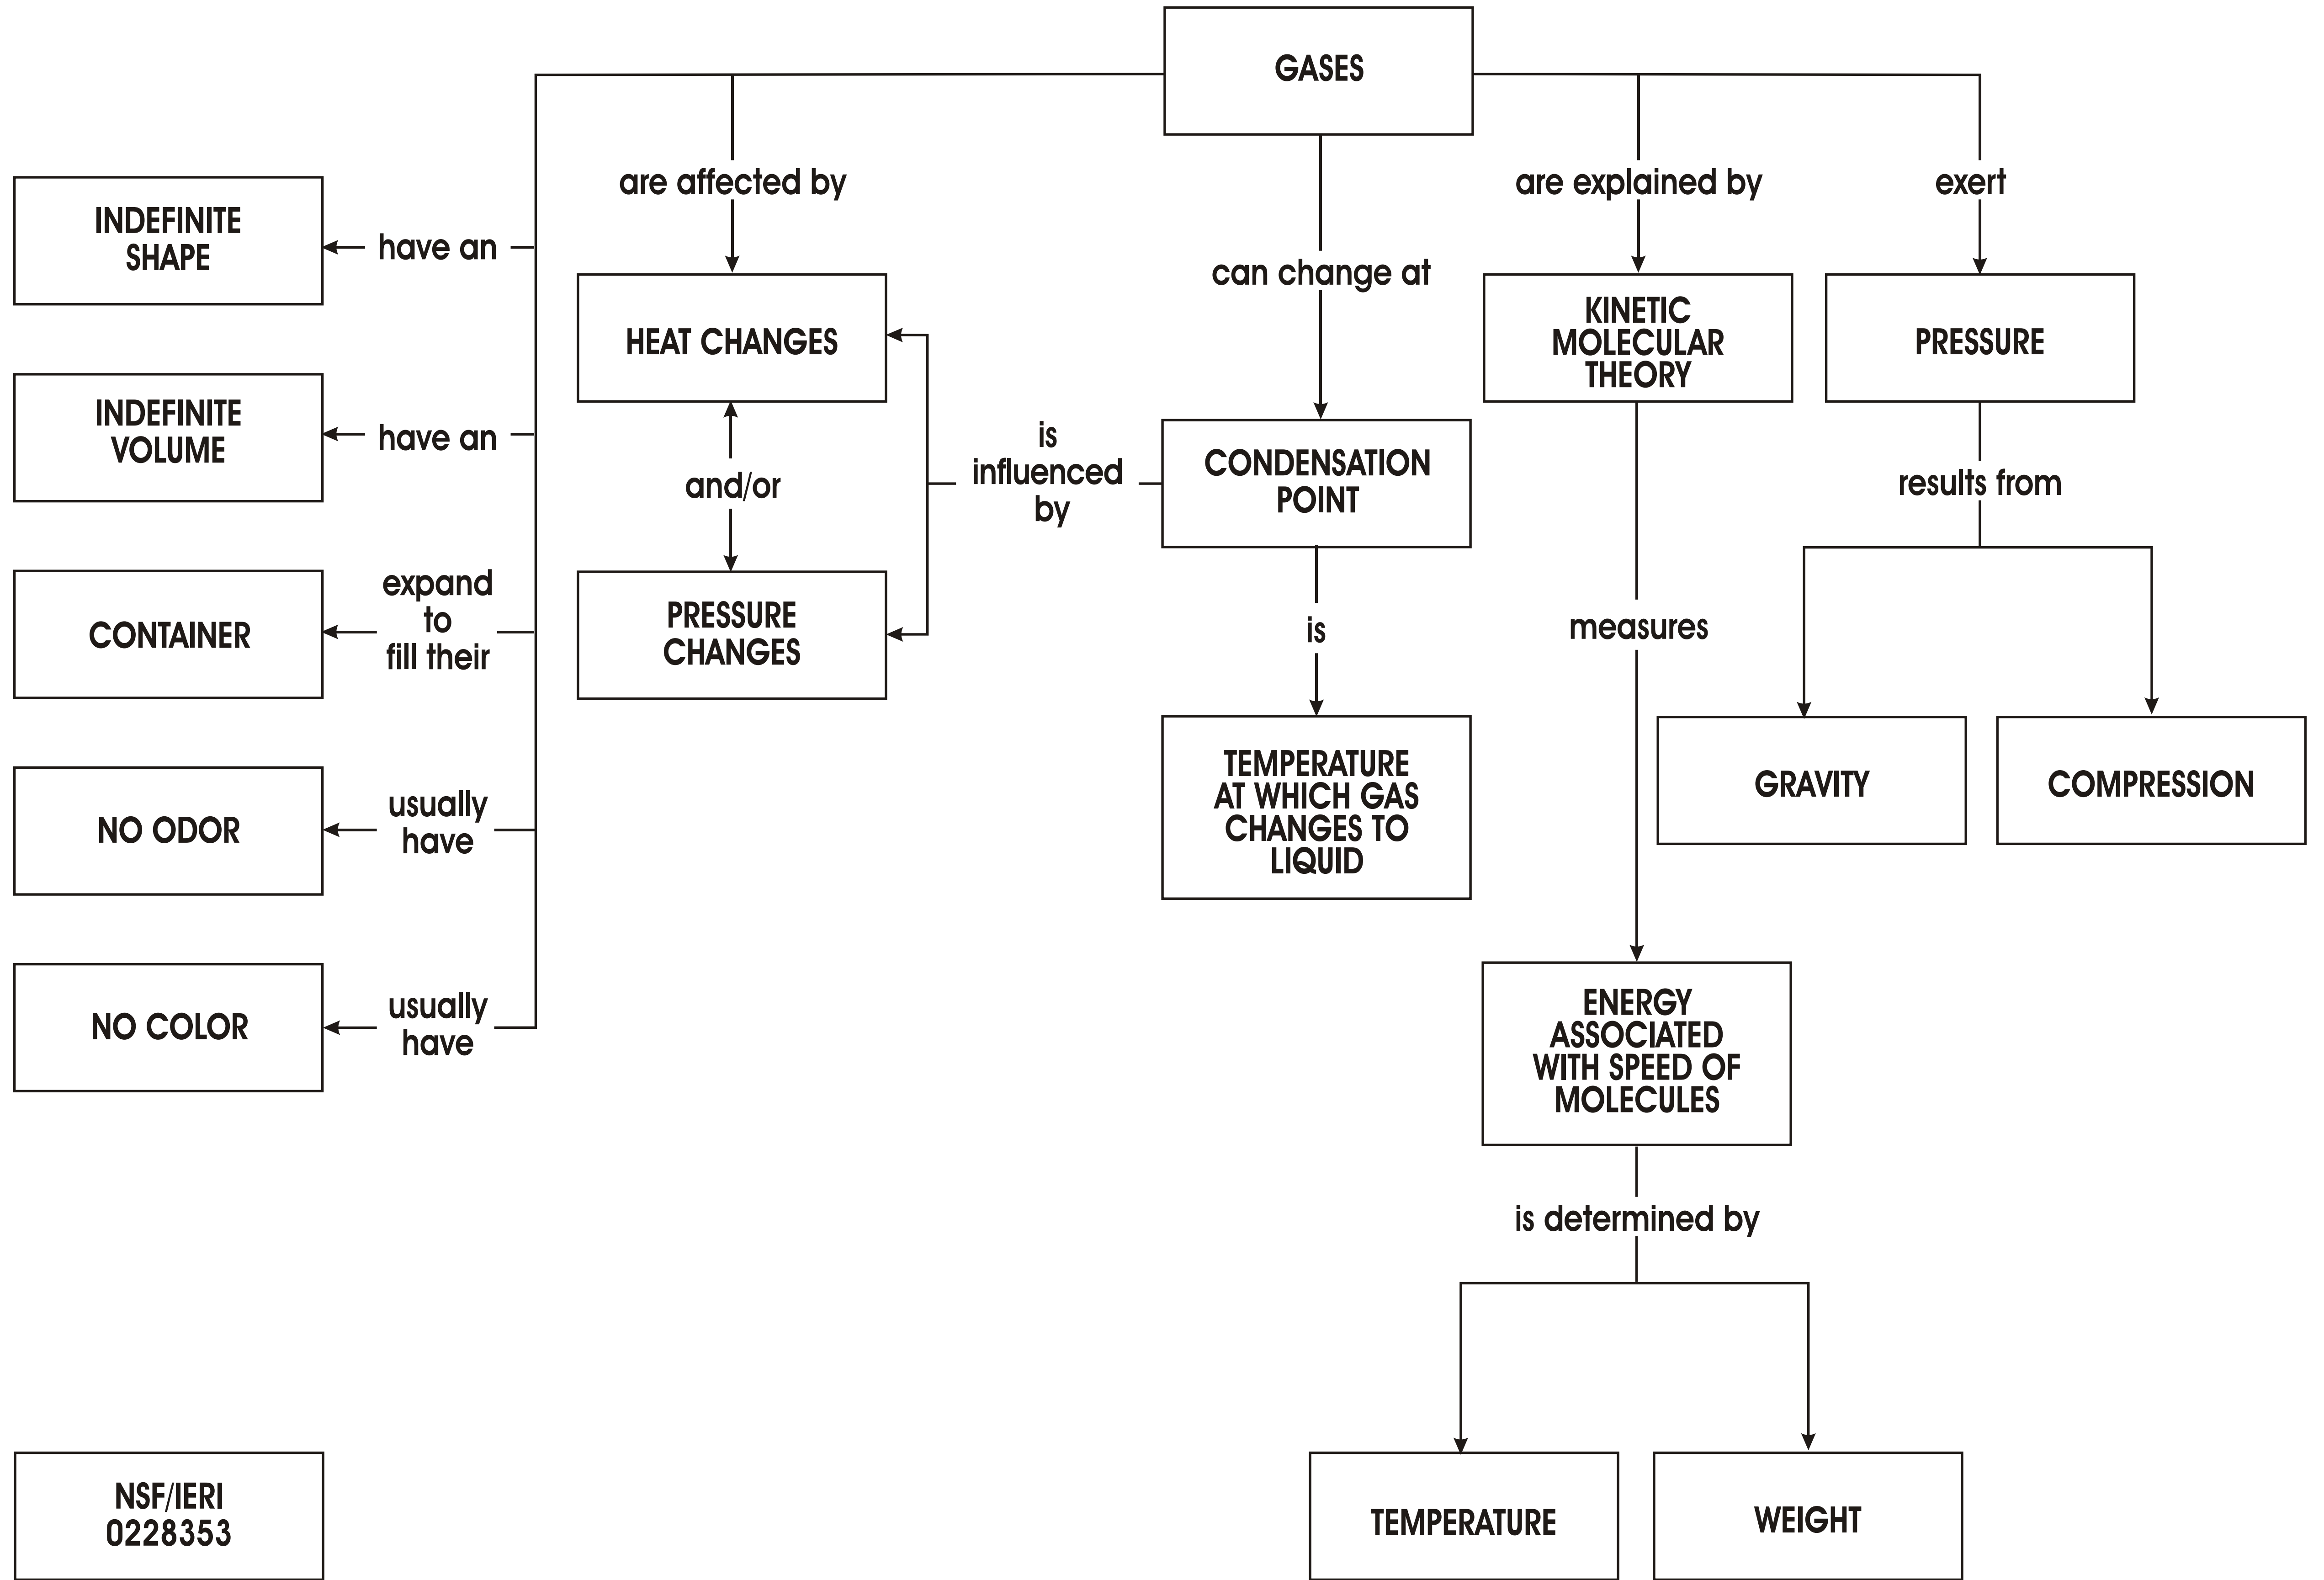 GASES
are affected by
are explained by
exert
can change at
INDEFINITE
SHAPE
have an
INDEFINITE
VOLUME
have an
CONTAINER
expand
to
fill their
NO ODOR
usually
have
NO COLOR
usually
have
HEAT CHANGES
and/or
PRESSURE
CHANGES
is
influenced
by
CONDENSATION
POINT
is
TEMPERATURE
AT WHICH GAS
CHANGES TO
LIQUID
KINETIC
MOLECULAR
THEORY
measures
ENERGY
ASSOCIATED
WITH SPEED OF
MOLECULES
is determined by
TEMPERATURE
WEIGHT
PRESSURE
results from
GRAVITY
COMPRESSION
NSF/IERI
0228353